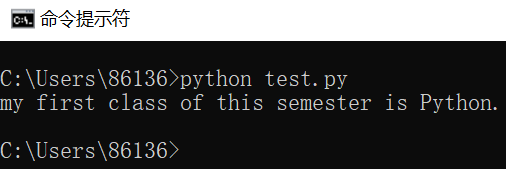 命令提示符
C:\Users\86136>python test.py
my first class of this semester is Python.
C:\Users\86136>